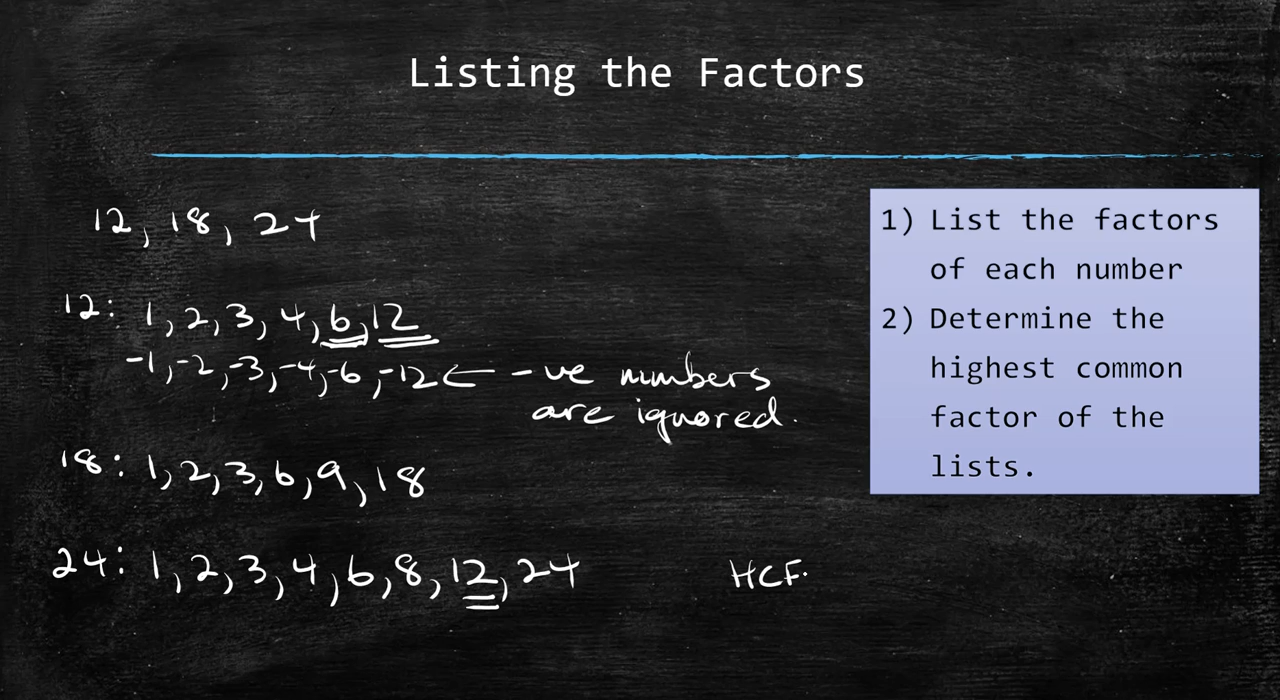 Listing the Factors
12, 18, 24
12: 1, 2, 3, 4, 6, 12
-1, -2, -3, -4, -6, -12 ← -ve numbers
are ignored.
18: 1, 2, 3, 6, 9, 18
24: 1, 2, 3, 4, 6, 8, 12, 24
HCF.
1) List the factors
of each number
2) Determine the
highest common
factor of the
lists.